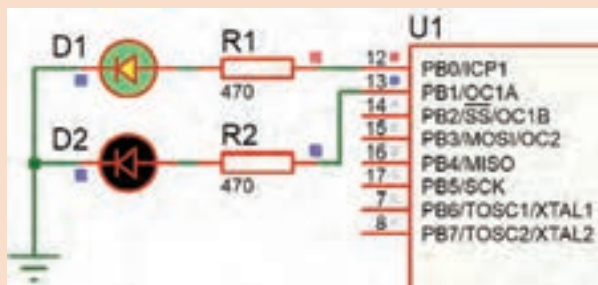 U1
D1
R1
12
PB0/ICP1
470
13
PB1/OC1A
14
PB2/SS/OC1B
D2
R2
15
PB3/MOSI/OC2
16
PB4/MISO
470
17
PB5/SCK
7
PB6/TOSC1/XTAL1
8
PB7/TOSC2/XTAL2